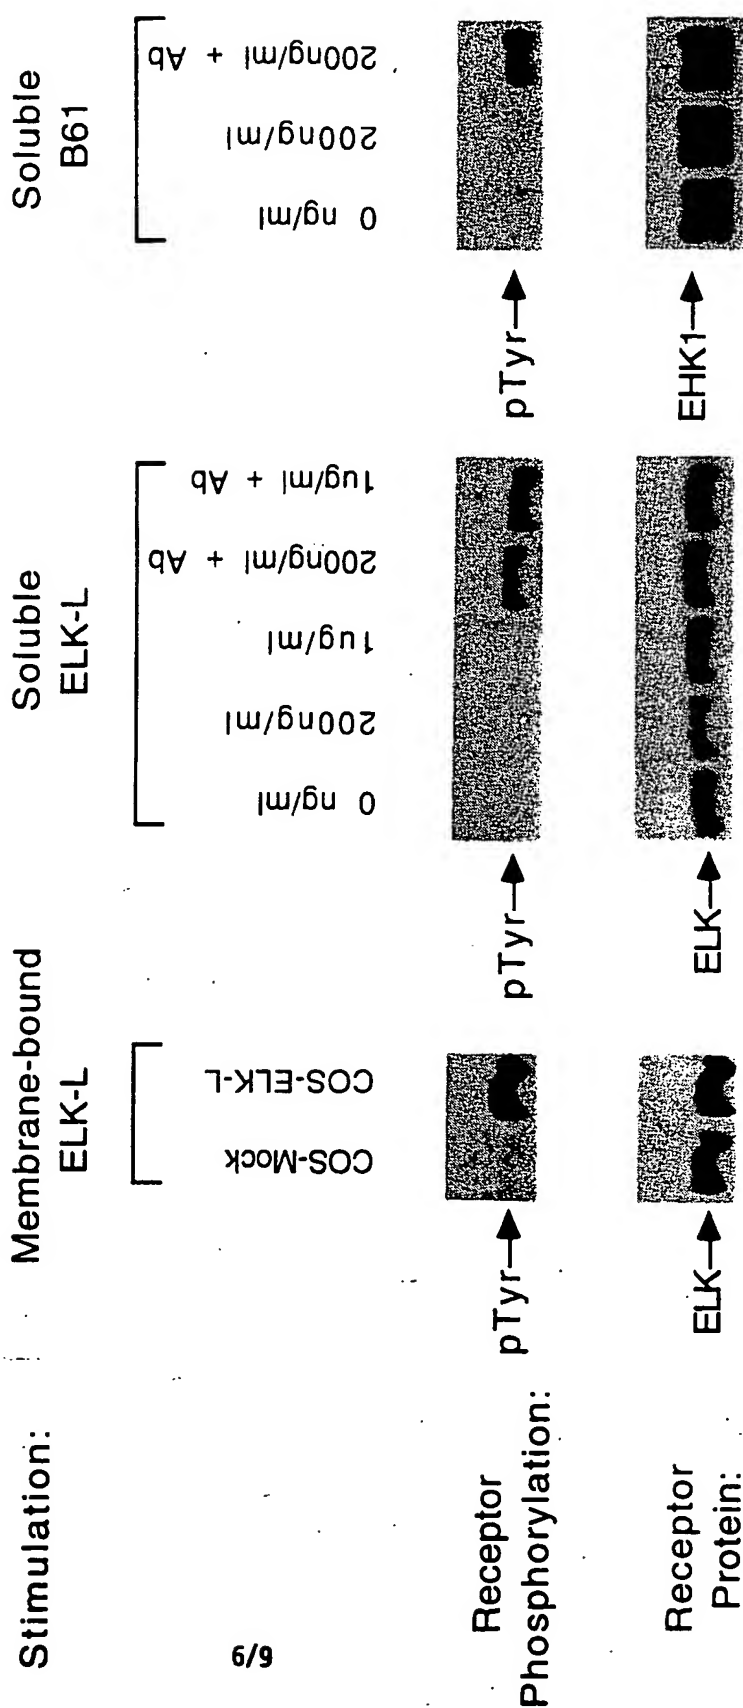 Stimulation:
Membrane-bound
ELK-L
Soluble
ELK-L
Soluble
B61
COS-Mock
COS-ELK-L
0 ng/ml
200ng/ml
1ug/ml
200ng/ml + Ab
1ug/ml + Ab
0 ng/ml
200ng/ml
200ng/ml + Ab
Receptor
Phosphorylation:
pTyr
pTyr
pTyr
Receptor
Protein:
ELK
ELK
EHK1
6/9